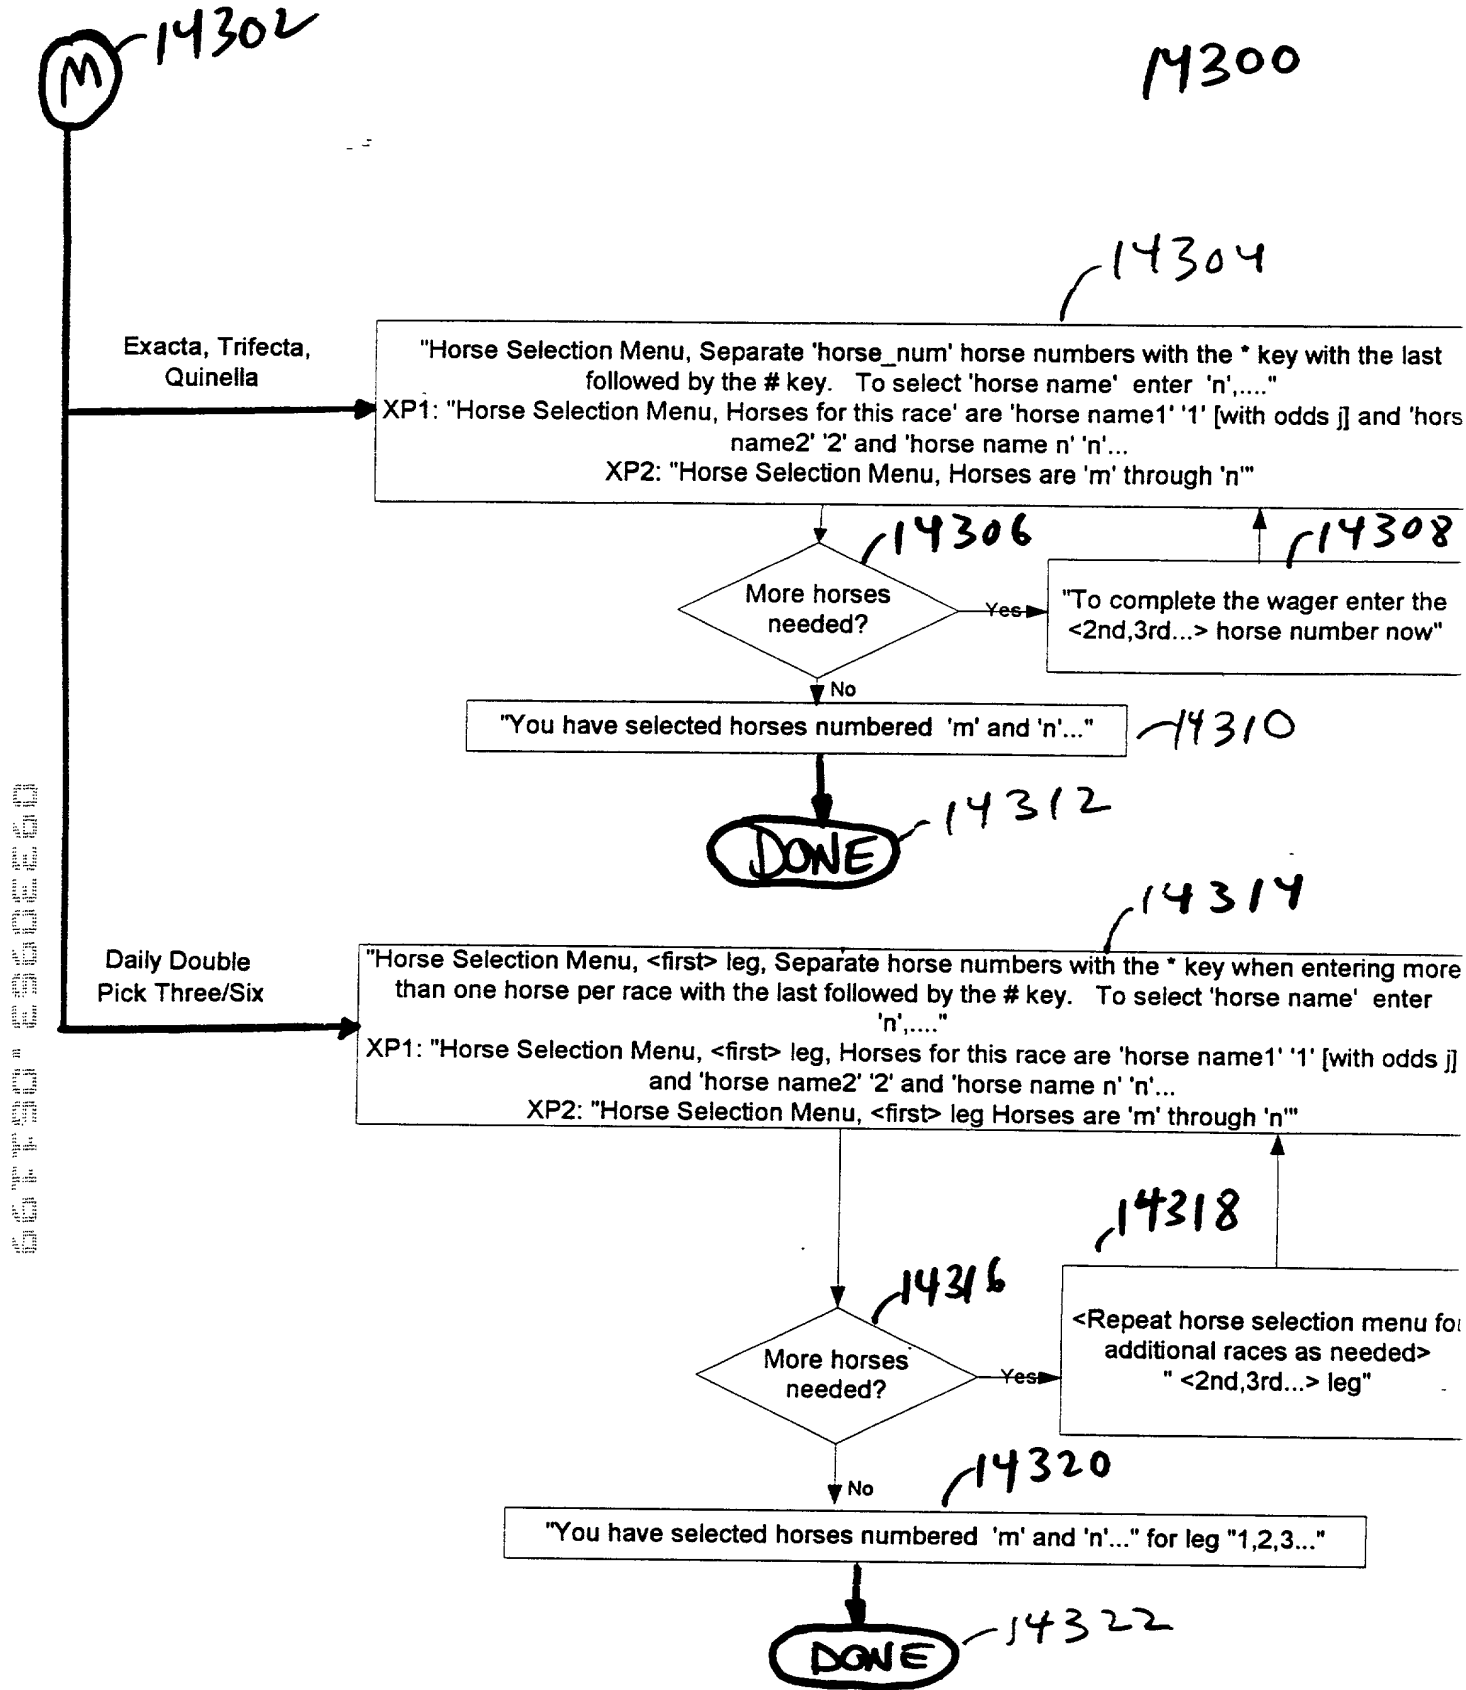 M
14302
14300
14304
Exacta, Trifecta,
Quinella
"Horse Selection Menu, Separate 'horse_num' horse numbers with the * key with the last
followed by the # key. To select 'horse name' enter 'n',...."
XP1: "Horse Selection Menu, Horses for this race' are 'horse name1' '1' [with odds j] and 'hors
name2' '2' and 'horse name n' 'n'...
XP2: "Horse Selection Menu, Horses are 'm' through 'n'"
14306
14308
More horses
needed?
Yes
"To complete the wager enter the
<2nd,3rd...> horse number now"
No
"You have selected horses numbered 'm' and 'n'..."
14310
14312
DONE
14314
Daily Double
Pick Three/Six
"Horse Selection Menu, <first> leg, Separate horse numbers with the * key when entering more
than one horse per race with the last followed by the # key. To select 'horse name' enter
'n',...."
XP1: "Horse Selection Menu, <first> leg, Horses for this race are 'horse name1' '1' [with odds j]
and 'horse name2' '2' and 'horse name n' 'n'...
XP2: "Horse Selection Menu, <first> leg Horses are 'm' through 'n'"
14318
14316
More horses
needed?
Yes
<Repeat horse selection menu for
additional races as needed>
" <2nd,3rd...> leg"
No
14320
"You have selected horses numbered 'm' and 'n'..." for leg "1,2,3..."
DONE
14322